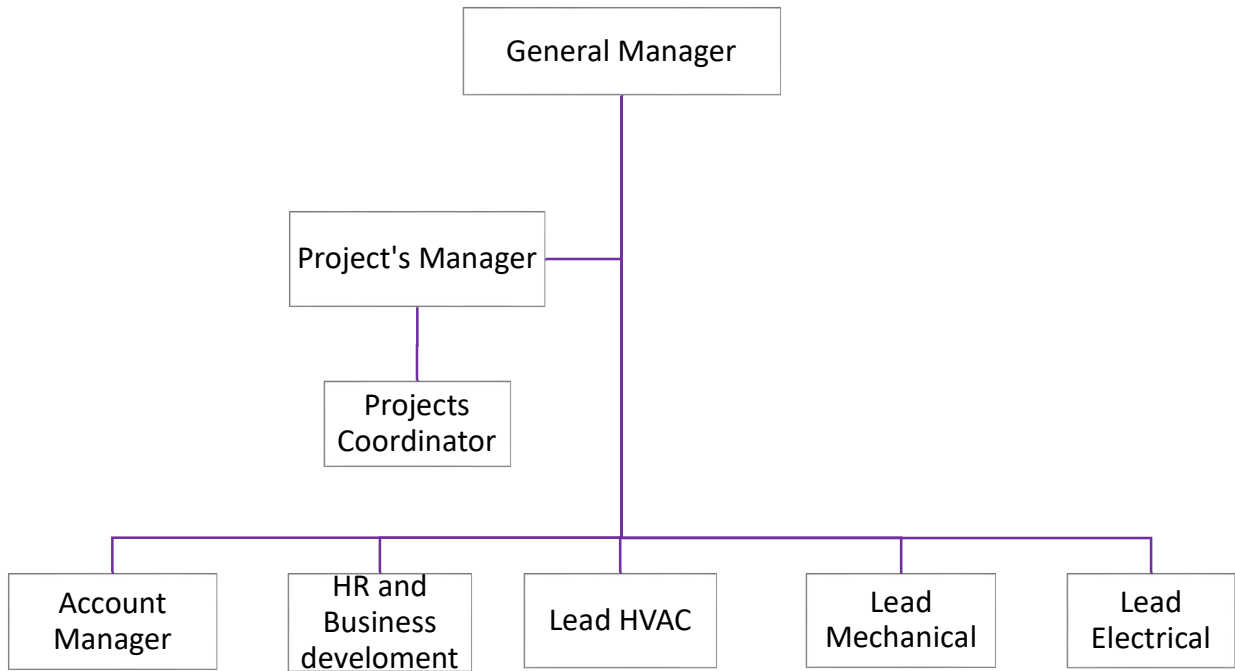 General Manager
Project's Manager
Projects
Coordinator
Account
Manager
HR and
Business
develoment
Lead HVAC
Lead
Mechanical
Lead
Electrical